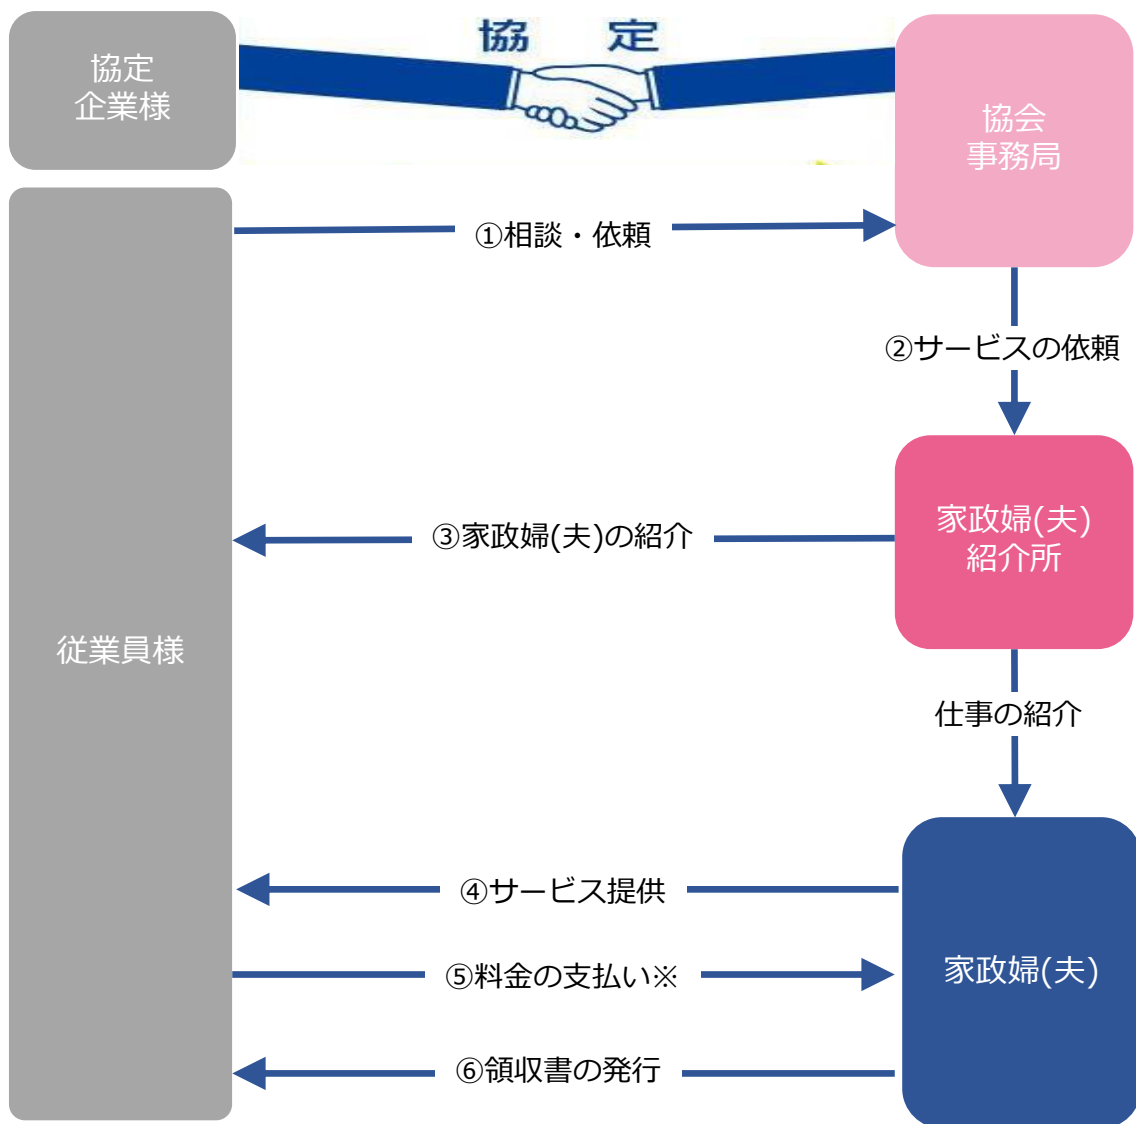 協定
企業様
協　定
協会
事務局
①相談・依頼
②サービスの依頼
家政婦(夫)
紹介所
③家政婦(夫)の紹介
従業員様
仕事の紹介
④サービス提供
⑤料金の支払い※
家政婦(夫)
⑥領収書の発行